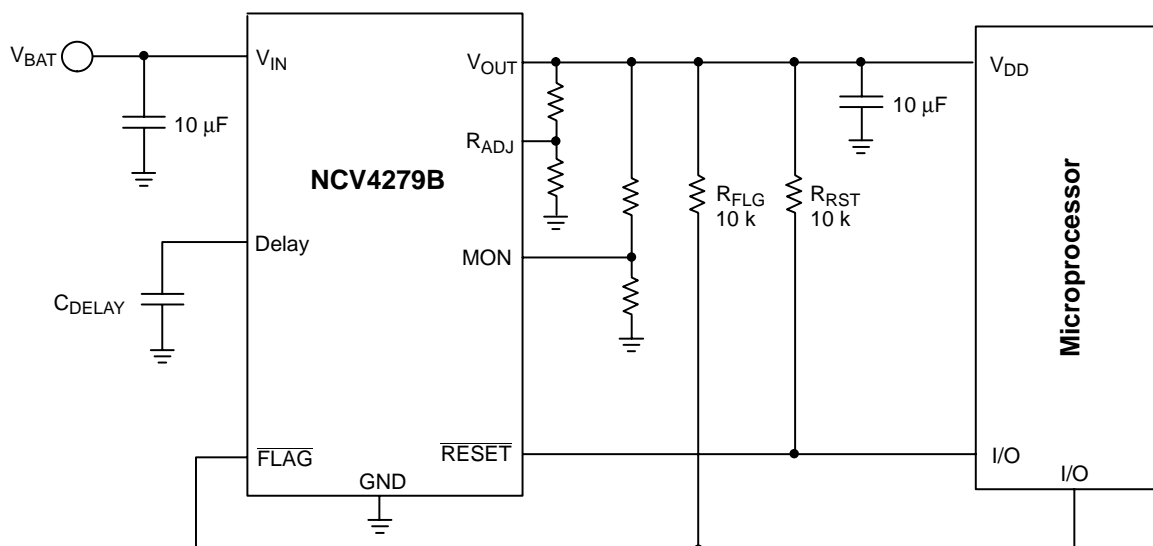 V_BAT
V_IN
10 μF
V_OUT
R_ADJ
NCV4279B
Delay
C_DELAY
MON
R_FLG
10 k
R_RST
10 k
10 μF
V_DD
Microprocessor
FLAG
RESET
GND
I/O
I/O